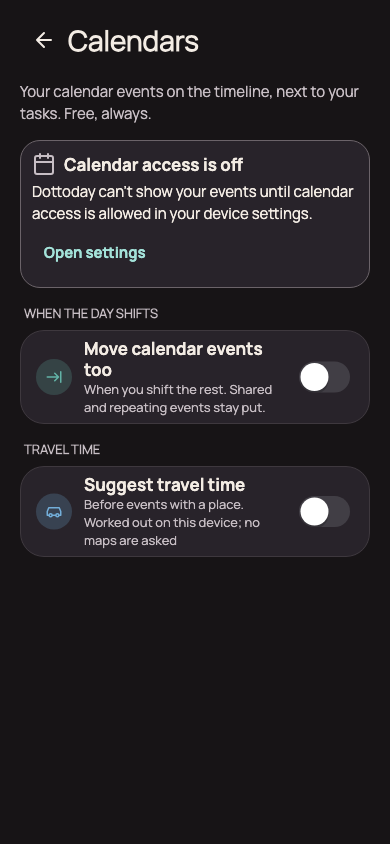 Calendars
Your calendar events on the timeline, next to your
tasks. Free, always.
Calendar access is off
Dottoday can't show your events until calendar
access is allowed in your device settings.
Open settings
WHEN THE DAY SHIFTS
Move calendar events
too
When you shift the rest. Shared
and repeating events stay put.
TRAVEL TIME
Suggest travel time
Before events with a place.
Worked out on this device; no
maps are asked